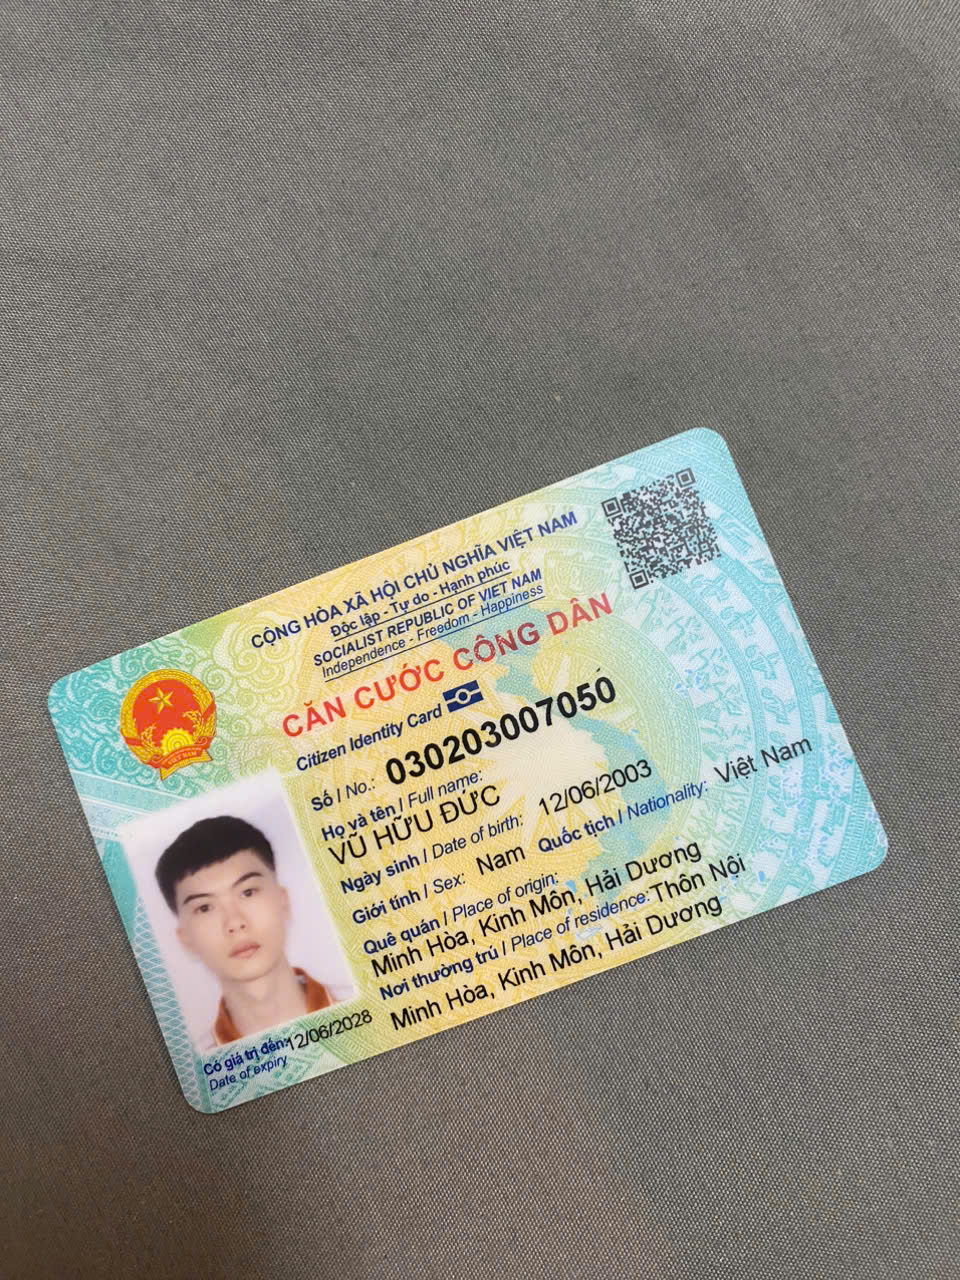 CỘNG HÒA XÃ HỘI CHỦ NGHĨA VIỆT NAM
Độc lập - Tự do - Hạnh phúc
SOCIALIST REPUBLIC OF VIET NAM
Independence - Freedom - Happiness
CĂN CƯỚC CÔNG DÂN
Citizen Identity Card
Số / No.: 030203007050
Họ và tên / Full name:
VŨ HỮU ĐỨC
Ngày sinh / Date of birth: 12/06/2003
Giới tính / Sex: Nam Quốc tịch / Nationality: Việt Nam
Quê quán / Place of origin:
Minh Hòa, Kinh Môn, Hải Dương
Nơi thường trú / Place of residence: Thôn Nội
Minh Hòa, Kinh Môn, Hải Dương
Có giá trị đến: 12/06/2028
Date of expiry
VIỆT NAM